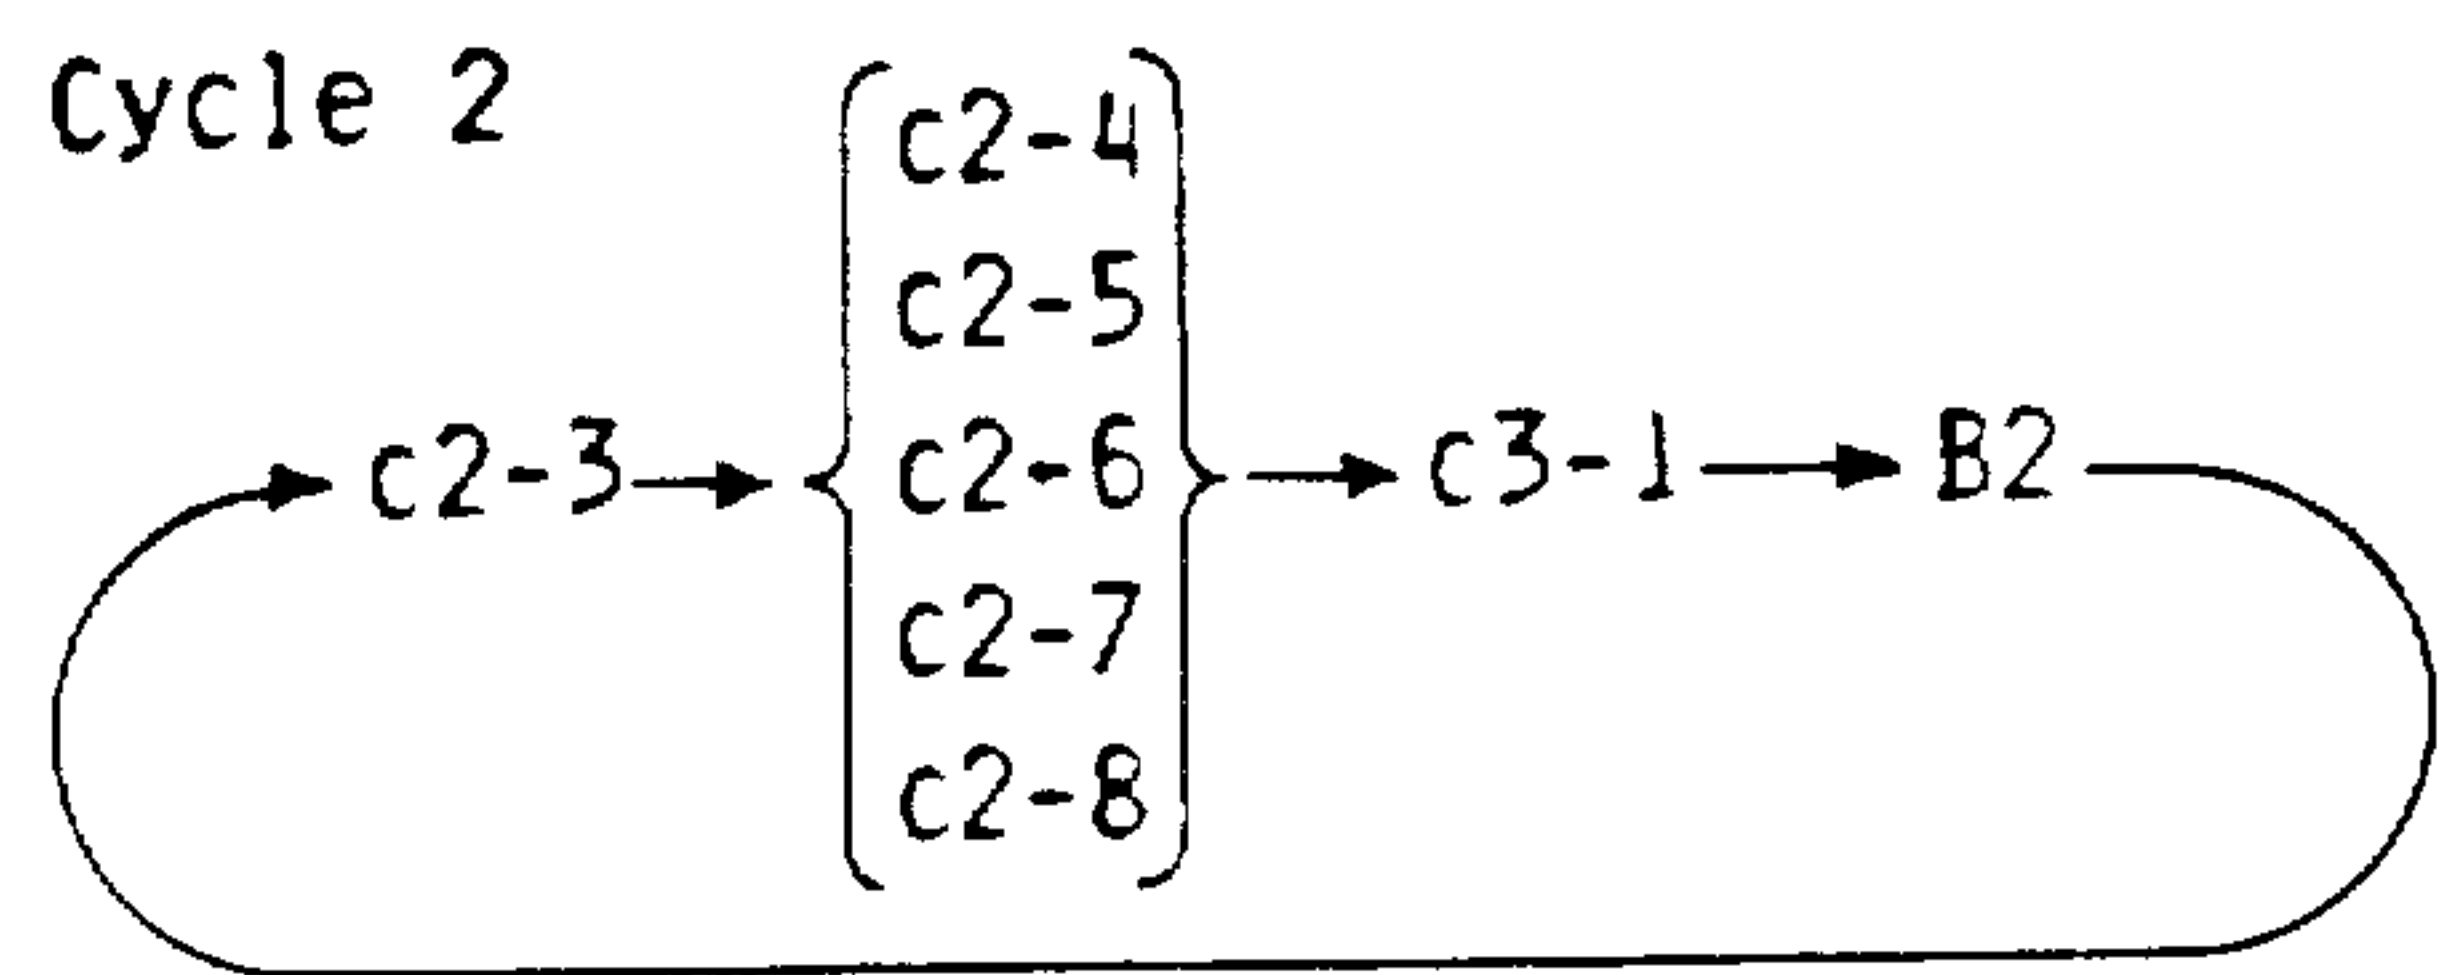 Cycle 2
c2-4
c2-5
c2-3 → c2-6 → c3-1 → B2
c2-7
c2-8